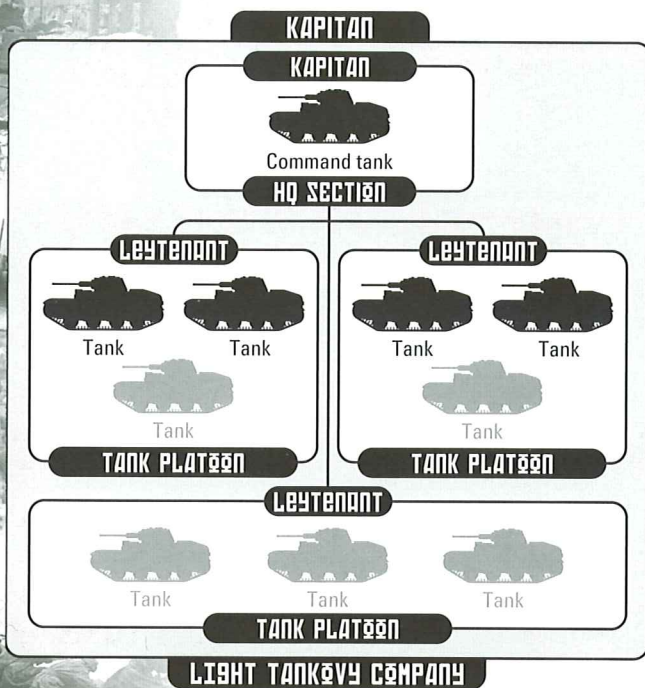 KAPITAN
KAPITAN
Command tank
HQ SECTION
LEYTENANT
LEYTENANT
Tank Tank
Tank Tank
Tank
Tank
TANK PLATOON
TANK PLATOON
LEYTENANT
Tank Tank Tank
TANK PLATOON
LIGHT TANKOVY COMPANY